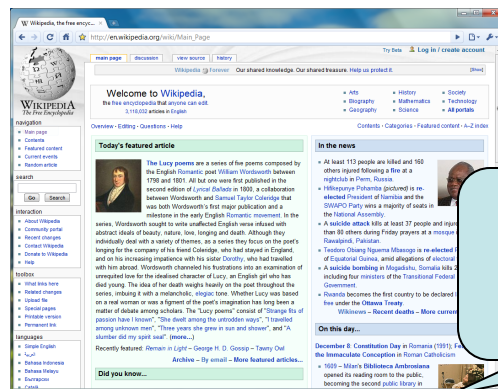 Wikipedia, the free encyc...
http://en.wikipedia.org/wiki/Main_Page
Try Beta Log in / create account
main page discussion view source history
Wikipedia Forever Our shared knowledge. Our shared treasure. Help us protect it. [Show]
WIKIPEDIA
The Free Encyclopedia
navigation
Main page
Contents
Featured content
Current events
Random article
search
Go Search
interaction
About Wikipedia
Community portal
Recent changes
Contact Wikipedia
Donate to Wikipedia
Help
toolbox
What links here
Related changes
Upload file
Special pages
Printable version
Permanent link
languages
Simple English
العربية
Bahasa Indonesia
Bahasa Melayu
Български
Català
Welcome to Wikipedia,
the free encyclopedia that anyone can edit.
3,118,032 articles in English
Arts
Biography
Geography
History
Mathematics
Science
Society
Technology
All portals
Overview · Editing · Questions · Help
Contents · Categories · Featured content · A–Z index
Today's featured article
The Lucy poems are a series of five poems composed by
the English Romantic poet William Wordsworth between
1798 and 1801. All but one were first published in the
second edition of Lyrical Ballads in 1800, a collaboration
between Wordsworth and Samuel Taylor Coleridge that
was both Wordsworth's first major publication and a
milestone in the early English Romantic movement. In the
series, Wordsworth sought to write unaffected English verse infused with
abstract ideals of beauty, nature, love, longing and death. Although they
individually deal with a variety of themes, as a series they focus on the poet's
longing for the company of his friend Coleridge, who had stayed in England,
and on his increasing impatience with his sister Dorothy, who had travelled
with him abroad. Wordsworth channeled his frustrations into an examination of
unrequited love for the idealised character of Lucy, an English girl who has
died young. The idea of her death weighs heavily on the poet throughout the
series, imbuing it with a melancholic, elegiac tone. Whether Lucy was based
on a real woman or was a figment of the poet's imagination has long been a
matter of debate among scholars. The "Lucy poems" consist of "Strange fits of
passion have I known", "She dwelt among the untrodden ways", "I travelled
among unknown men", "Three years she grew in sun and shower", and "A
slumber did my spirit seal". (more...)
Recently featured: Remain in Light – George H. D. Gossip – Tawny Owl
Archive – By email – More featured articles...
Did you know...
In the news
At least 113 people are killed and 160
others injured following a fire at a
nightclub in Perm, Russia.
Hifikepunye Pohamba (pictured) is re-
elected President of Namibia and the
SWAPO Party wins a majority of seats in
the National Assembly.
A suicide attack kills at least 37 people and injure
than 80 others during Friday prayers at a mosque
Rawalpindi, Pakistan.
Teodoro Obiang Nguema Mbasogo is re-elected
of Equatorial Guinea, amid allegations of electoral
A suicide bombing in Mogadishu, Somalia kills 2
including four ministers of the Transitional Federal
Government.
Rwanda becomes the first country to be declared
free under the Ottawa Treaty.
Wikinews – Recent deaths – More current
On this day...
December 8: Constitution Day in Romania (1991); Fe
the Immaculate Conception in Roman Catholicism
1609 – Milan's Biblioteca Ambrosiana
opened its reading room to the public,
becoming the second public library in